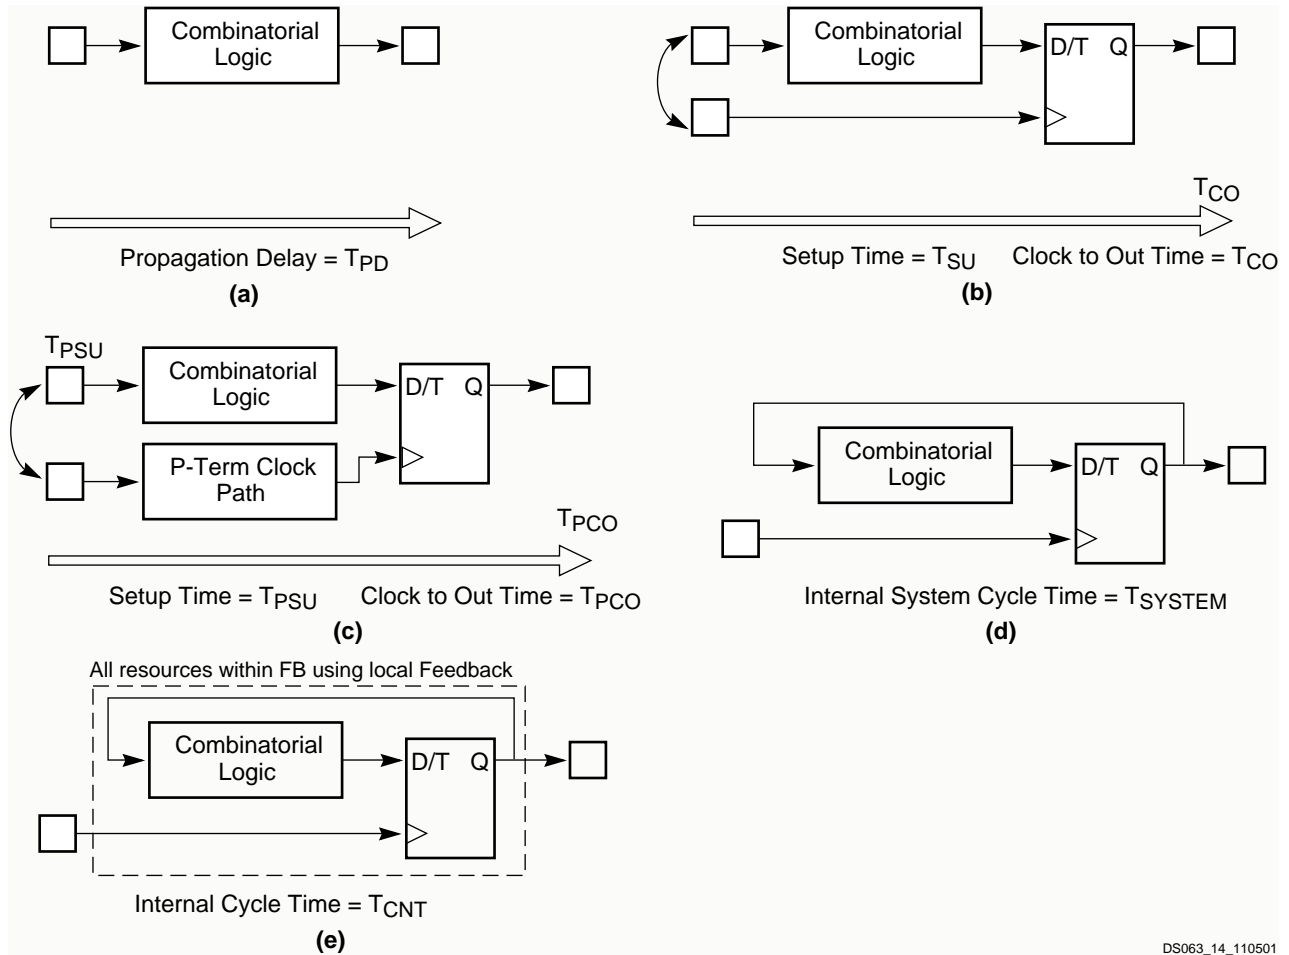 Combinatorial
Logic
Propagation Delay = TPD
(a)
Combinatorial
Logic
D/T Q
TCO
Setup Time = TSU Clock to Out Time = TCO
(b)
TPSU
Combinatorial
Logic
D/T Q
P-Term Clock
Path
TPCO
Setup Time = TPSU Clock to Out Time = TPCO
(c)
Combinatorial
Logic
D/T Q
Internal System Cycle Time = TSYSTEM
(d)
All resources within FB using local Feedback
Combinatorial
Logic
D/T Q
Internal Cycle Time = TCNT
(e)
DS063_14_110501